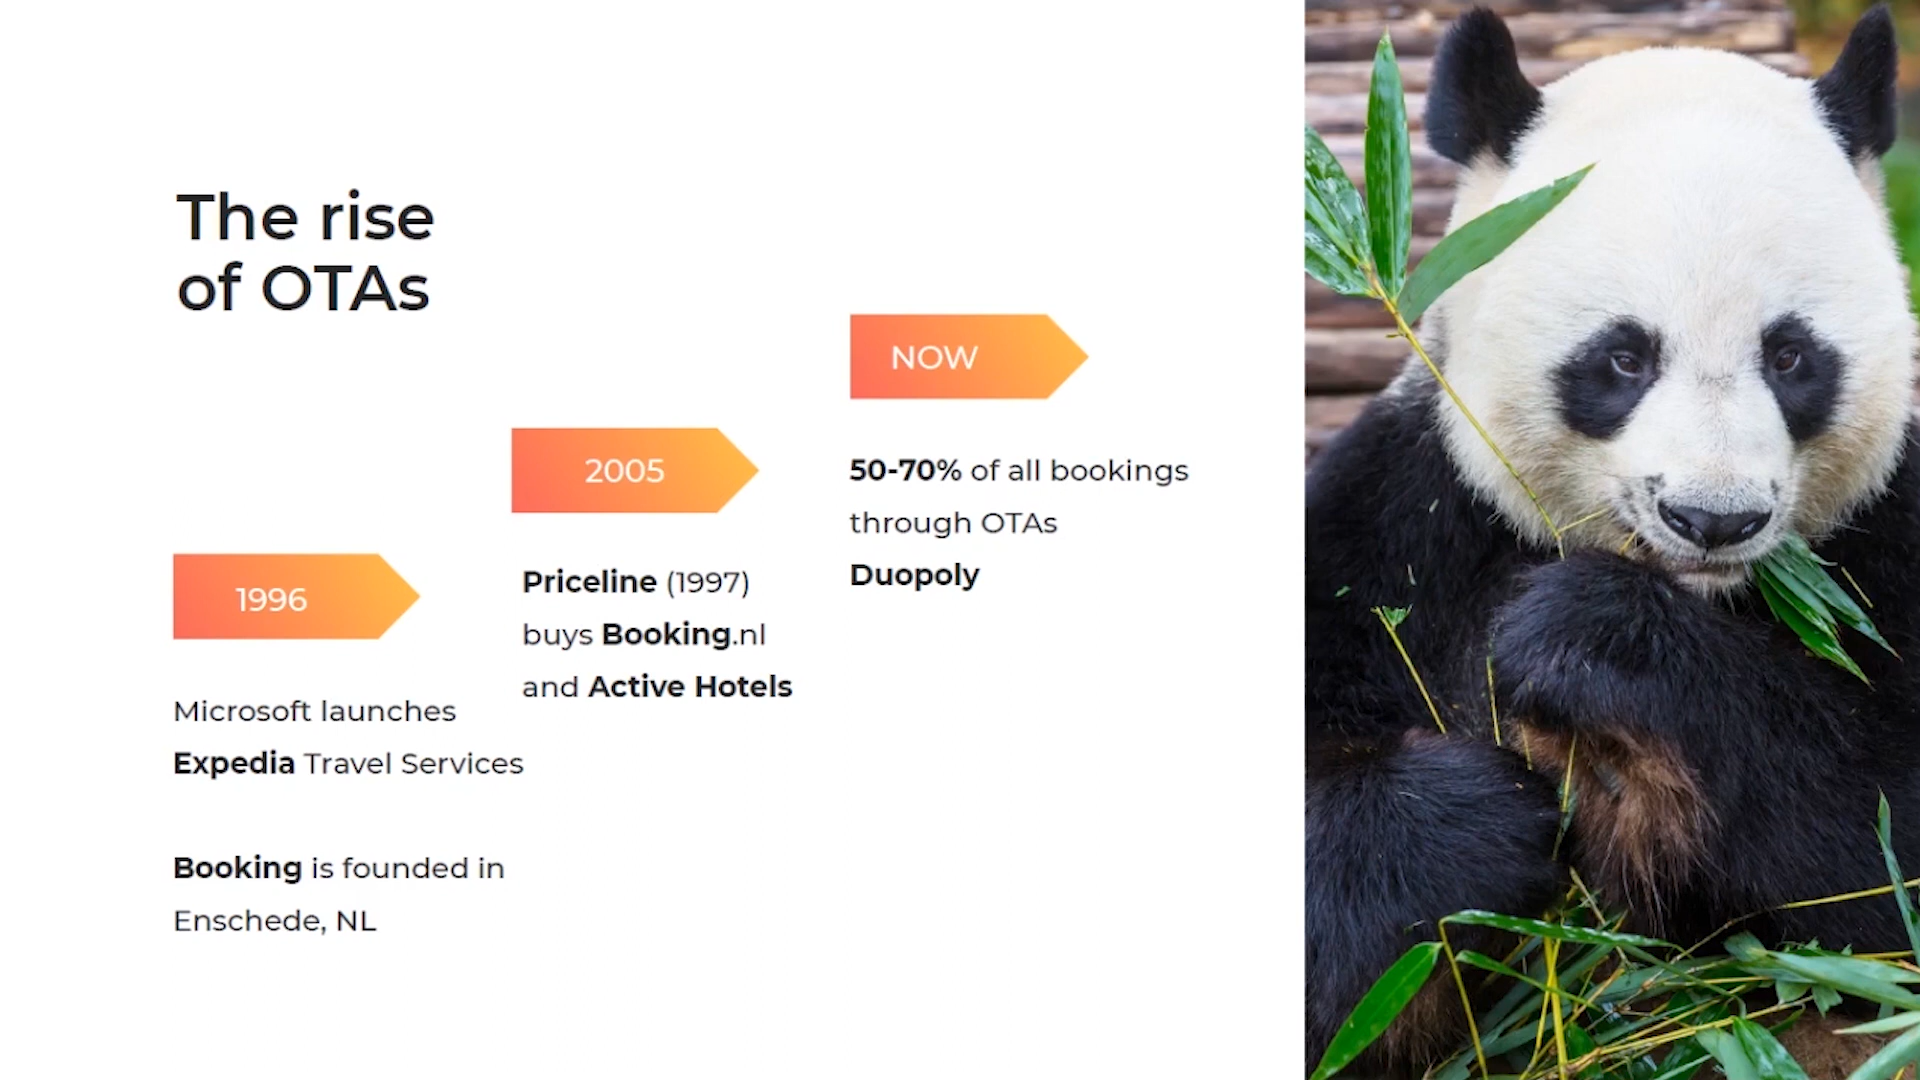 The rise
of OTAs
1996
Microsoft launches
Expedia Travel Services
Booking is founded in
Enschede, NL
2005
Priceline (1997)
buys Booking.nl
and Active Hotels
NOW
50-70% of all bookings
through OTAs
Duopoly